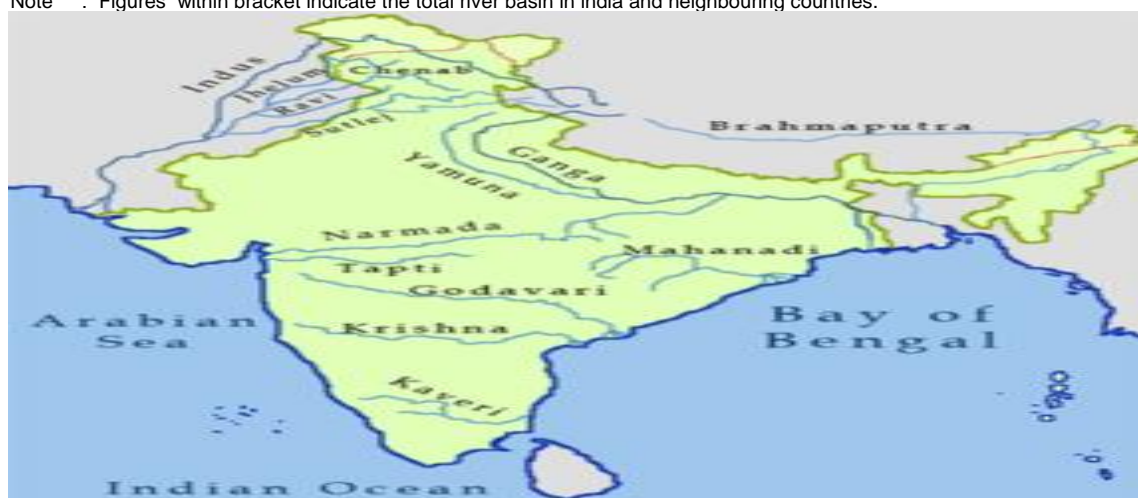 Note : Figures within bracket indicate the total river basin in india and neighbouring countries.
Indus
Jhelum
Chenab
Ravi
Sutlej
Brahmaputra
Ganga
Yamuna
Narmada
Mahanadi
Tapti
Godavari
Arabian
Sea
Krishna
Bay of
Bengal
Kaveri
Indian Ocean